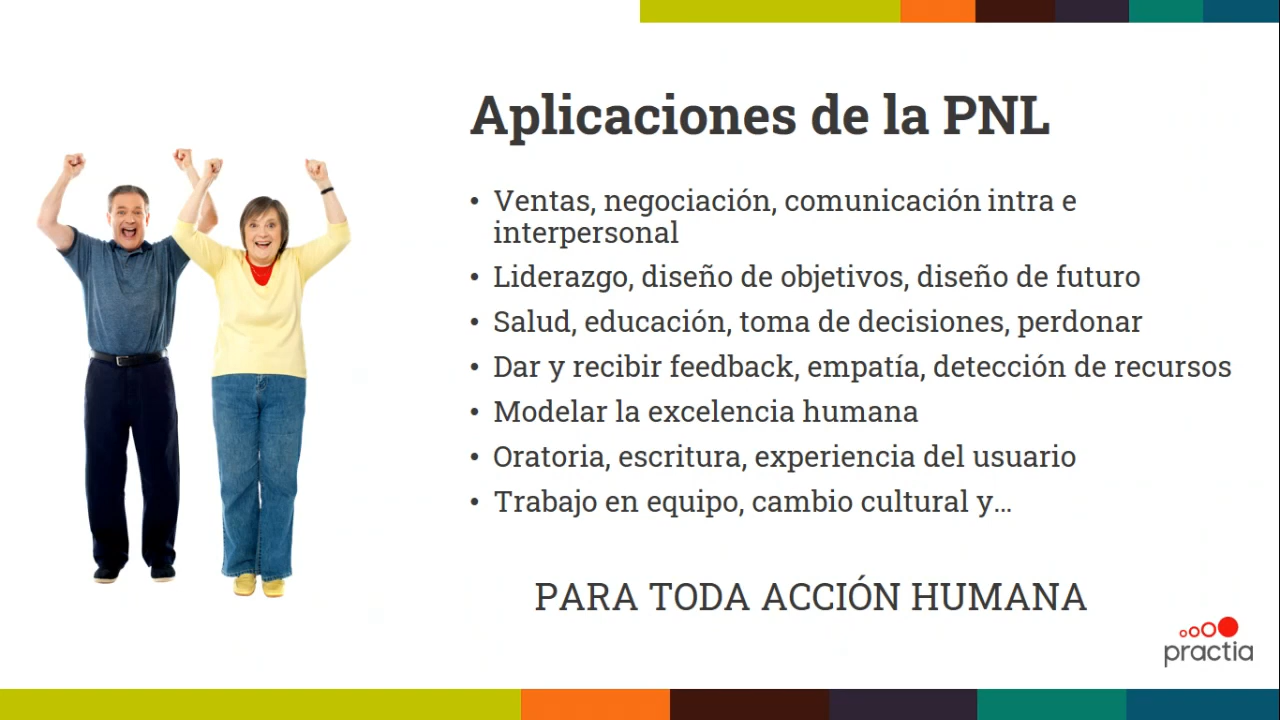 Aplicaciones de la PNL
• Ventas, negociación, comunicación intra e
interpersonal
• Liderazgo, diseño de objetivos, diseño de futuro
• Salud, educación, toma de decisiones, perdonar
• Dar y recibir feedback, empatía, detección de recursos
• Modelar la excelencia humana
• Oratoria, escritura, experiencia del usuario
• Trabajo en equipo, cambio cultural y…
PARA TODA ACCIÓN HUMANA
practia